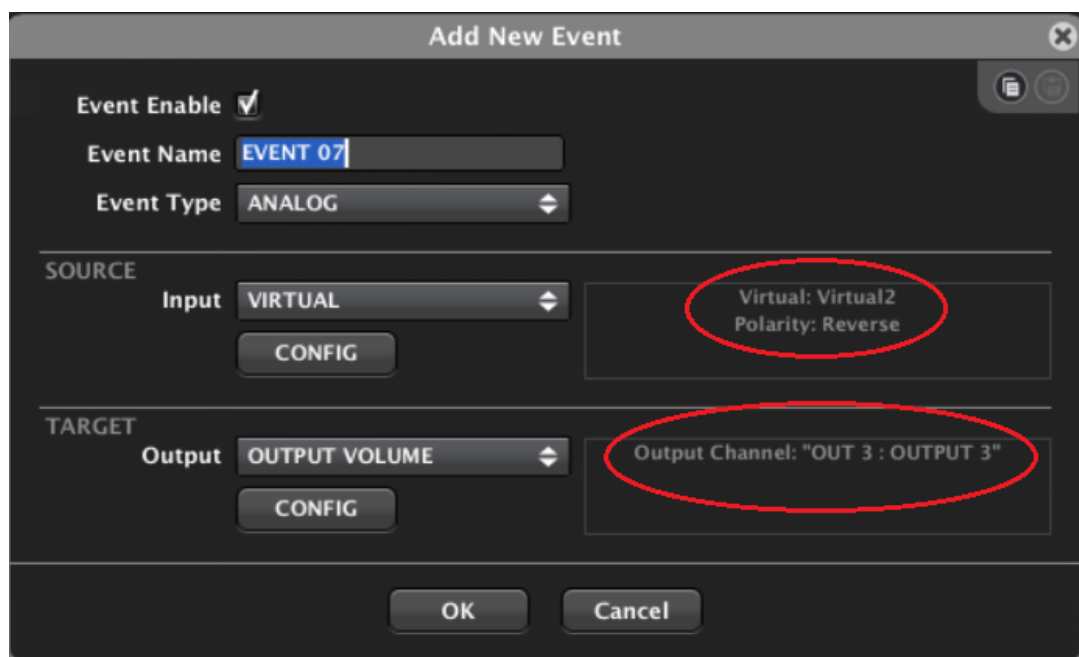 Add New Event
Event Enable
Event Name EVENT 07
Event Type ANALOG
SOURCE
Input VIRTUAL
Virtual: Virtual2
Polarity: Reverse
CONFIG
TARGET
Output OUTPUT VOLUME
Output Channel: "OUT 3 : OUTPUT 3"
CONFIG
OK Cancel